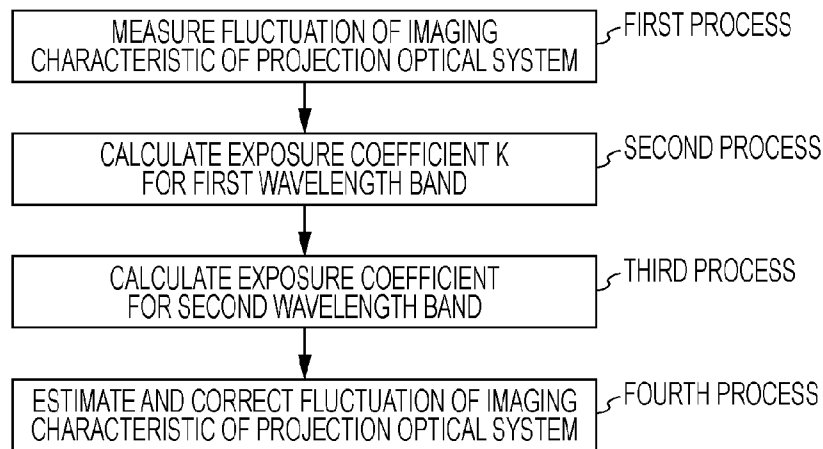 MEASURE FLUCTUATION OF IMAGING
CHARACTERISTIC OF PROJECTION OPTICAL SYSTEM
FIRST PROCESS
CALCULATE EXPOSURE COEFFICIENT K
FOR FIRST WAVELENGTH BAND
SECOND PROCESS
CALCULATE EXPOSURE COEFFICIENT
FOR SECOND WAVELENGTH BAND
THIRD PROCESS
ESTIMATE AND CORRECT FLUCTUATION OF IMAGING
CHARACTERISTIC OF PROJECTION OPTICAL SYSTEM
FOURTH PROCESS